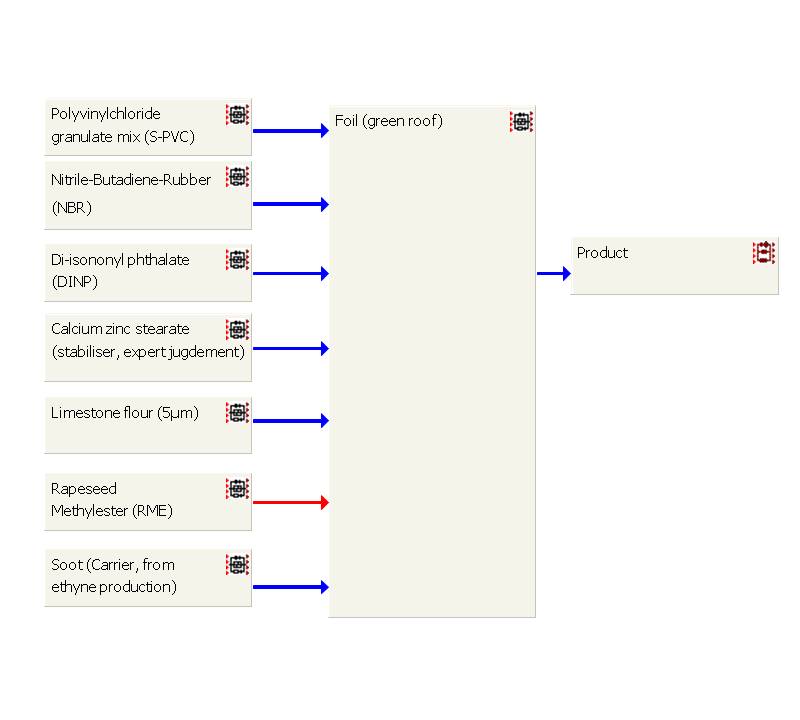 Polyvinylchloride
granulate mix (S-PVC)
Foil (green roof)
Nitrile-Butadiene-Rubber
(NBR)
Di-isononyl phthalate
(DINP)
Product
Calcium zinc stearate
(stabiliser, expert jugdement)
Limestone flour (5µm)
Rapeseed
Methylester (RME)
Soot (Carrier, from
ethyne production)